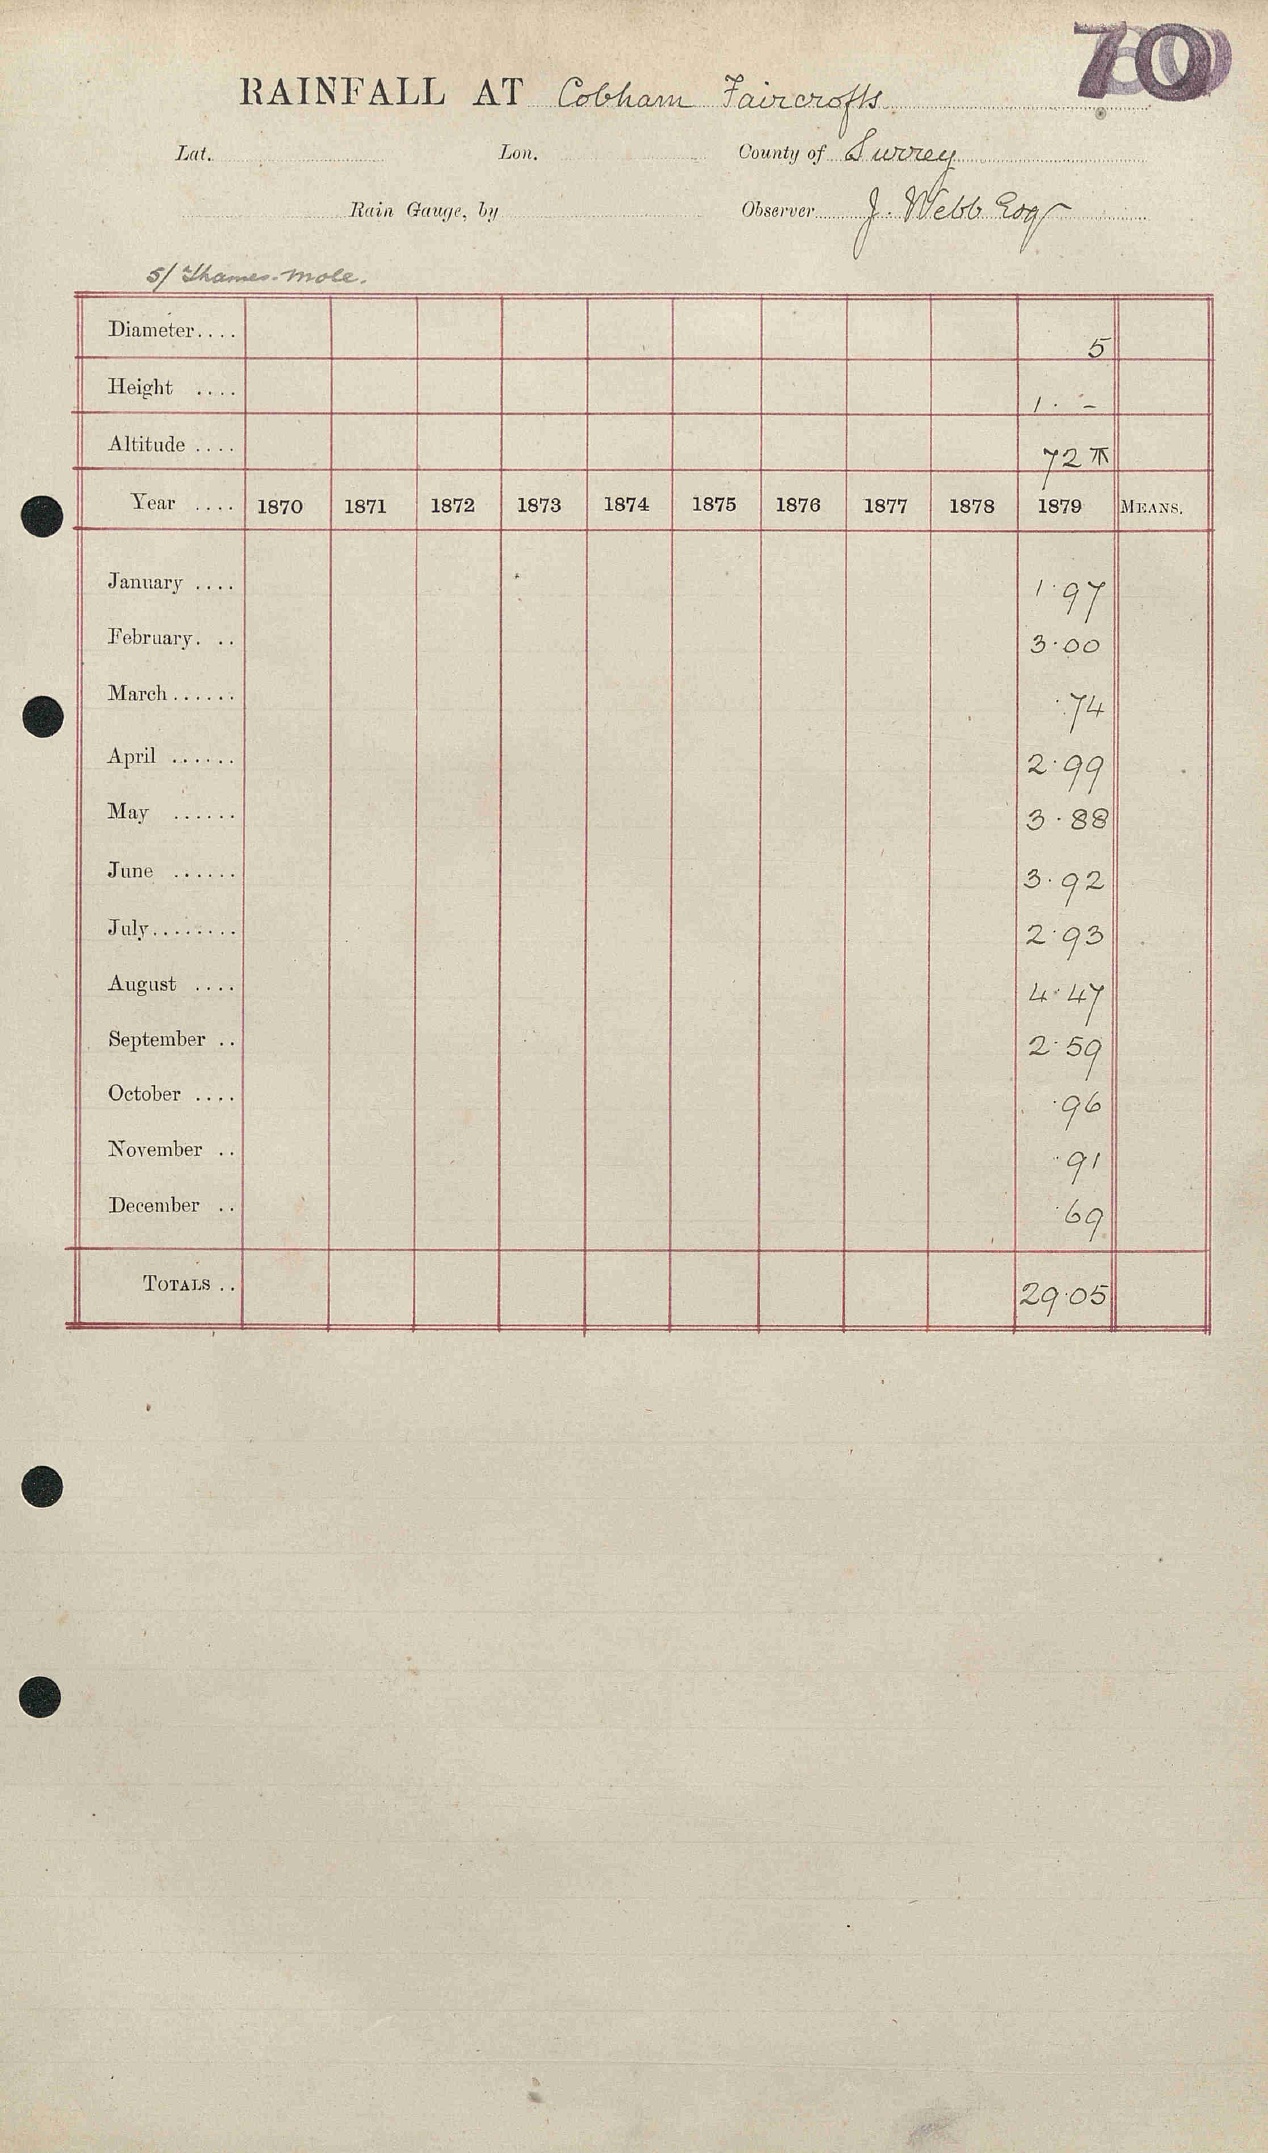 70
RAINFALL AT Cobham Faircrofts
Lat. Lon. County of Surrey
Rain Gauge, by Observer J. Webb Esq
5/ Thames-Mole.
Diameter.... 5
Height .... 1 · –
Altitude .... 72
Year .... 1870 1871 1872 1873 1874 1875 1876 1877 1878 1879 MEANS.
January .... 1·97
February. .. 3·00
March...... ·74
April ...... 2·99
May ...... 3·88
June ...... 3·92
July........ 2·93
August .... 4·47
September .. 2·59
October .... ·96
November .. ·91
December .. ·69
TOTALS .. 29·05